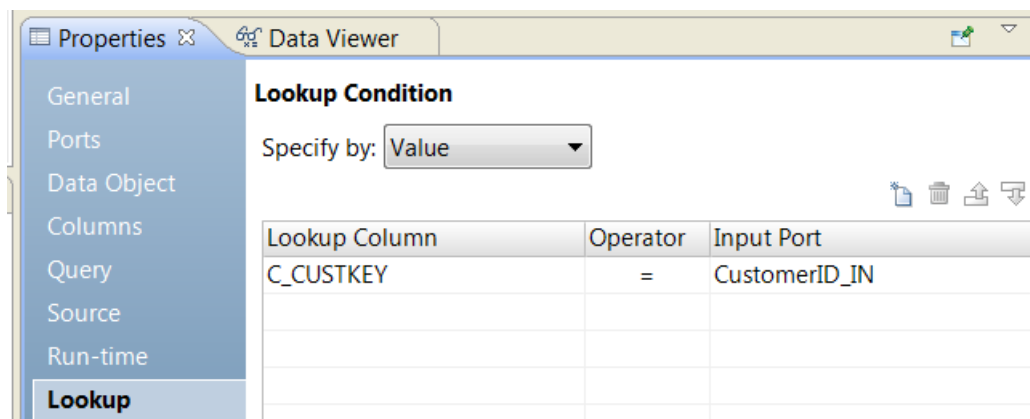 Properties Data Viewer
General
Lookup Condition
Ports
Specify by: Value
Data Object
Columns
Lookup Column Operator Input Port
Query
C_CUSTKEY = CustomerID_IN
Source
Run-time
Lookup